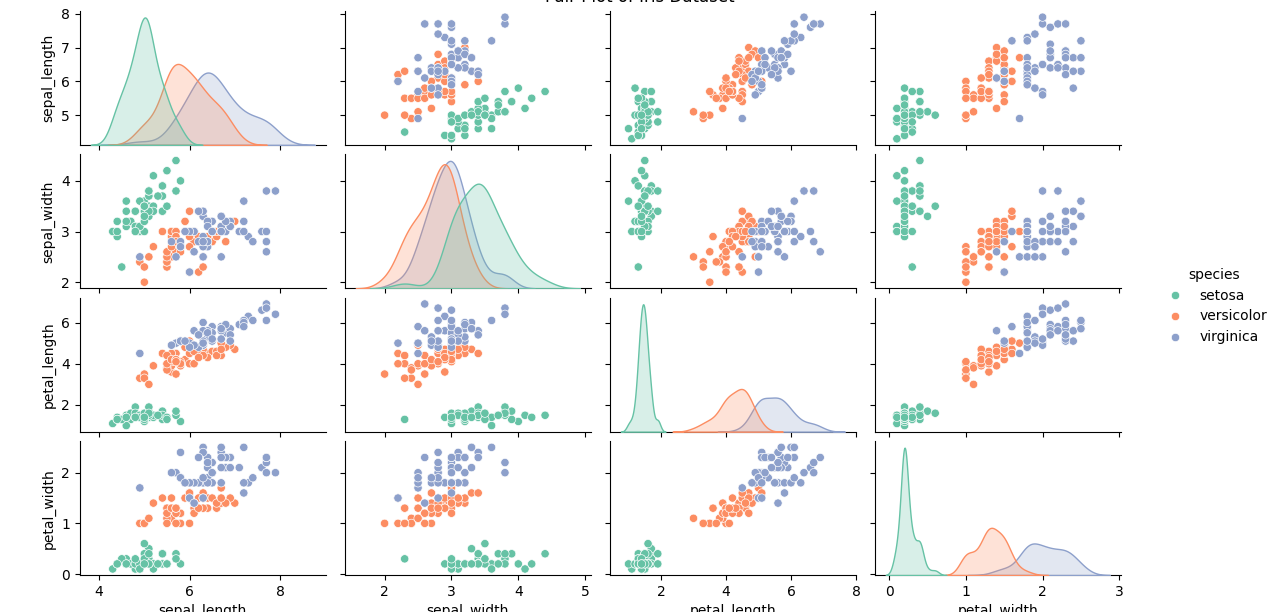 Pair Plot of Iris Dataset
8
7
6
5
sepal_length
4
3
2
sepal_width
6
4
2
petal_length
2
1
0
petal_width
4 6 8
2 3 4 5
2 4 6 8
0 1 2 3
sepal_length sepal_width petal_length petal_width
species
setosa
versicolor
virginica